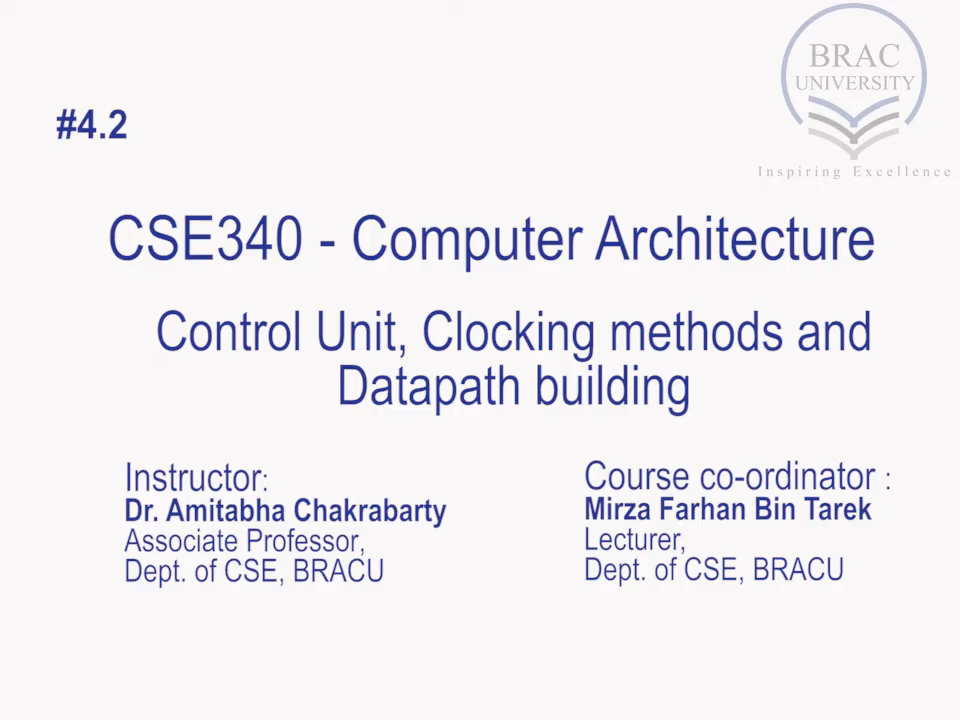 BRAC
UNIVERSITY
Inspiring Excellence
#4.2
CSE340 - Computer Architecture
Control Unit, Clocking methods and
Datapath building
Instructor:
Dr. Amitabha Chakrabarty
Associate Professor,
Dept. of CSE, BRACU
Course co-ordinator :
Mirza Farhan Bin Tarek
Lecturer,
Dept. of CSE, BRACU